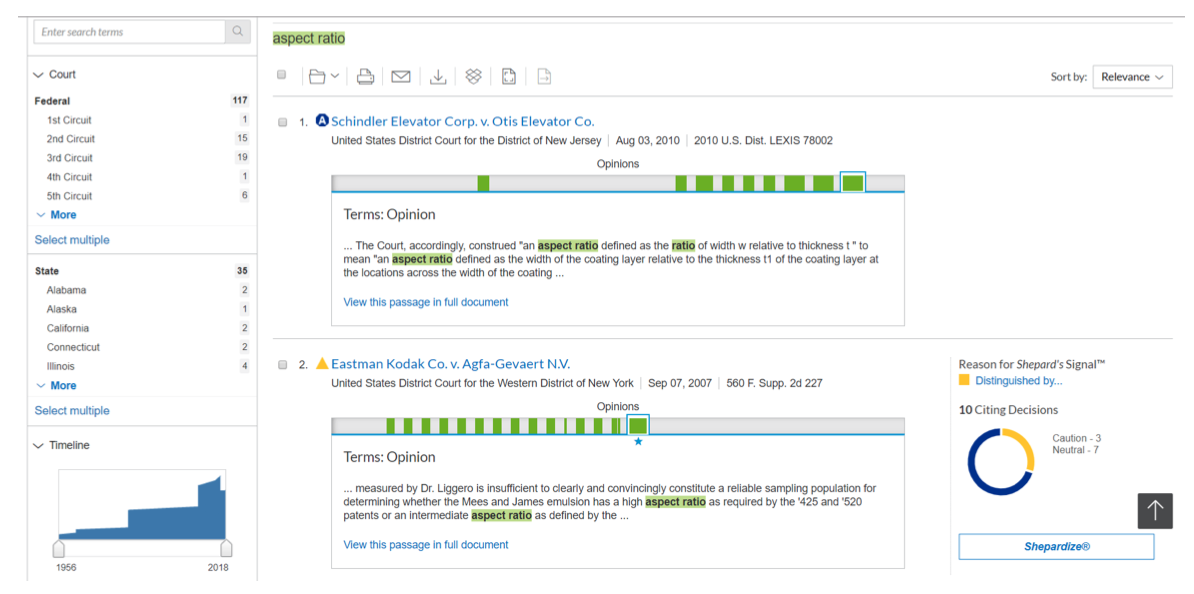 Enter search terms
Court
Federal 117
1st Circuit 1
2nd Circuit 15
3rd Circuit 19
4th Circuit 1
5th Circuit 6
More
Select multiple
State 35
Alabama 2
Alaska 1
California 2
Connecticut 2
Illinois 4
More
Select multiple
Timeline
1956 2018
aspect ratio
Sort by: Relevance
1. A Schindler Elevator Corp. v. Otis Elevator Co.
United States District Court for the District of New Jersey | Aug 03, 2010 | 2010 U.S. Dist. LEXIS 78002
Opinions
Terms: Opinion
... The Court, accordingly, construed "an aspect ratio defined as the ratio of width w relative to thickness t " to
mean "an aspect ratio defined as the width of the coating layer relative to the thickness t1 of the coating layer at
the locations across the width of the coating ...
View this passage in full document
2. Eastman Kodak Co. v. Agfa-Gevaert N.V.
United States District Court for the Western District of New York | Sep 07, 2007 | 560 F. Supp. 2d 227
Opinions
Terms: Opinion
... measured by Dr. Liggero is insufficient to clearly and convincingly constitute a reliable sampling population for
determining whether the Mees and James emulsion has a high aspect ratio as required by the '425 and '520
patents or an intermediate aspect ratio as defined by the ...
View this passage in full document
Reason for Shepard's Signal™
Distinguished by...
10 Citing Decisions
Caution - 3
Neutral - 7
Shepardize®